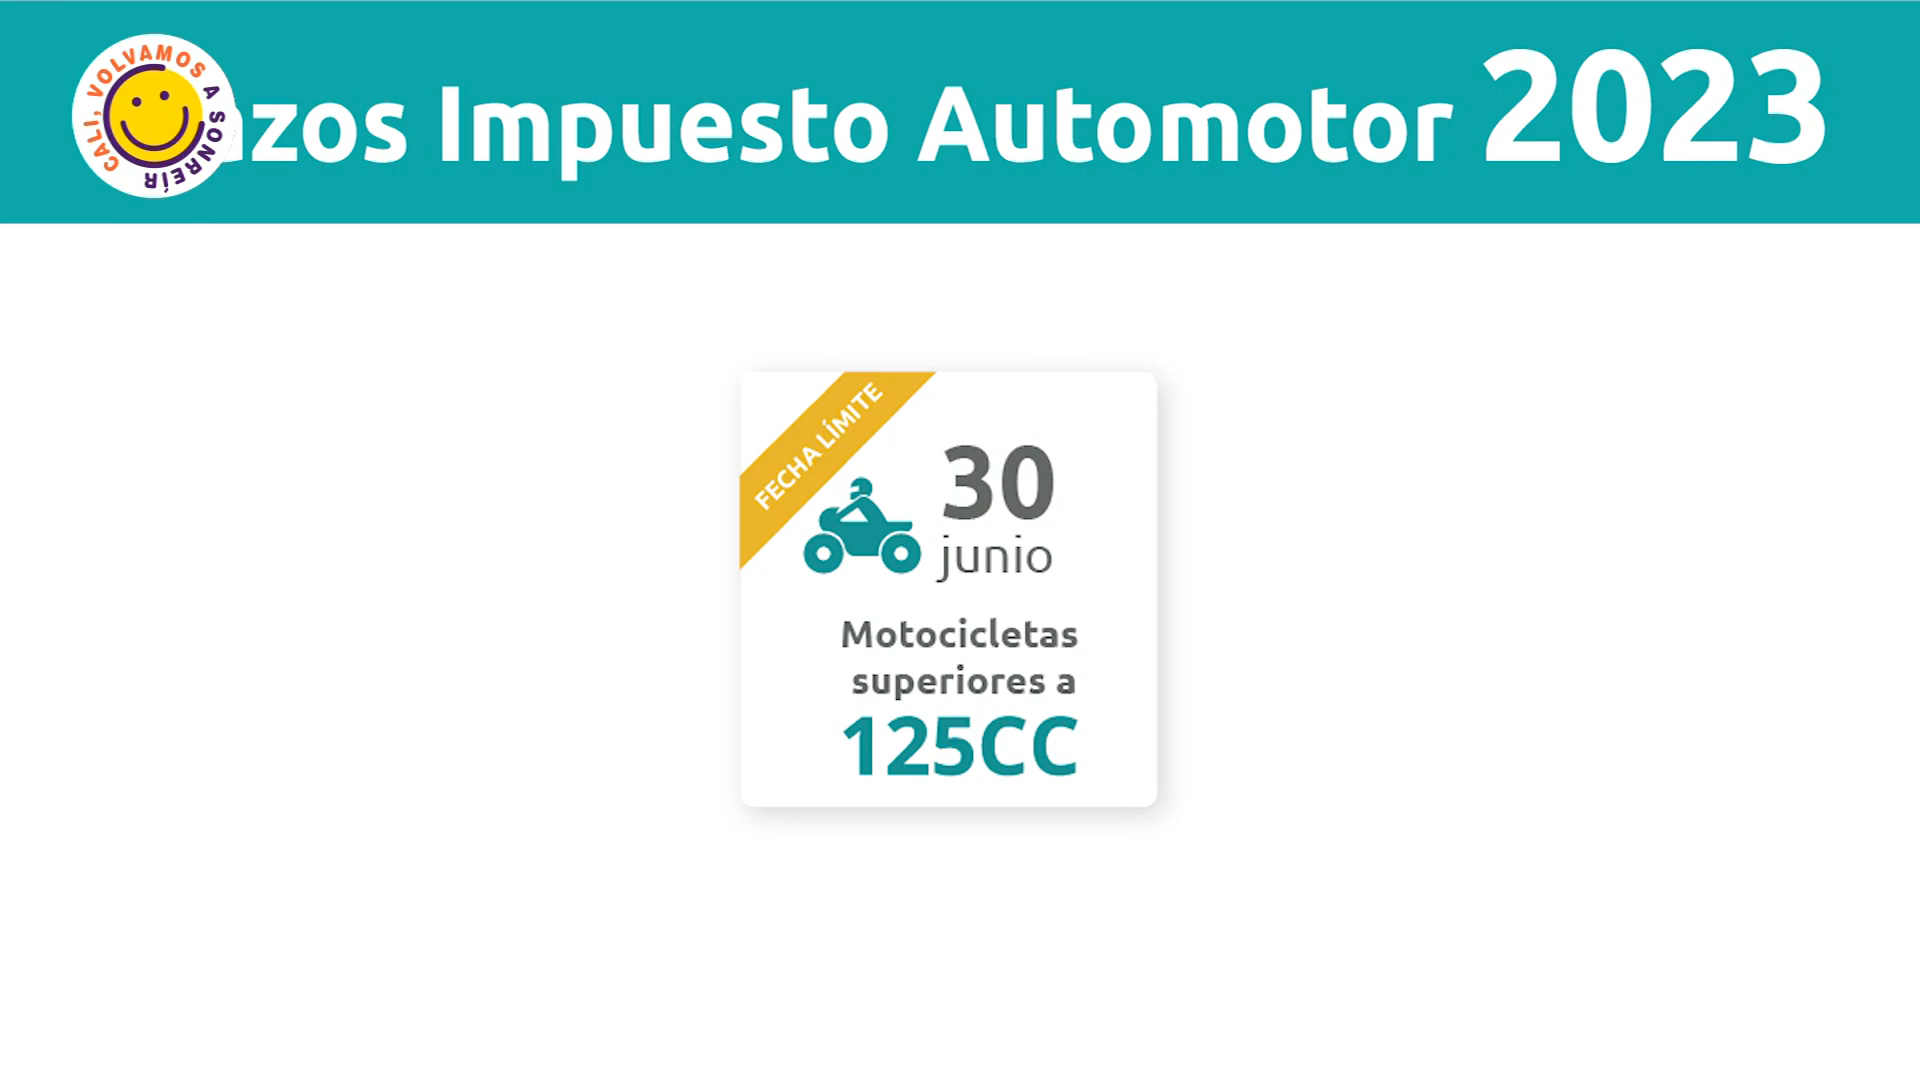 CALI, VOLVAMOS A SONREÍR
azos Impuesto Automotor 2023
FECHA LÍMITE
30
junio
Motocicletas
superiores a
125CC